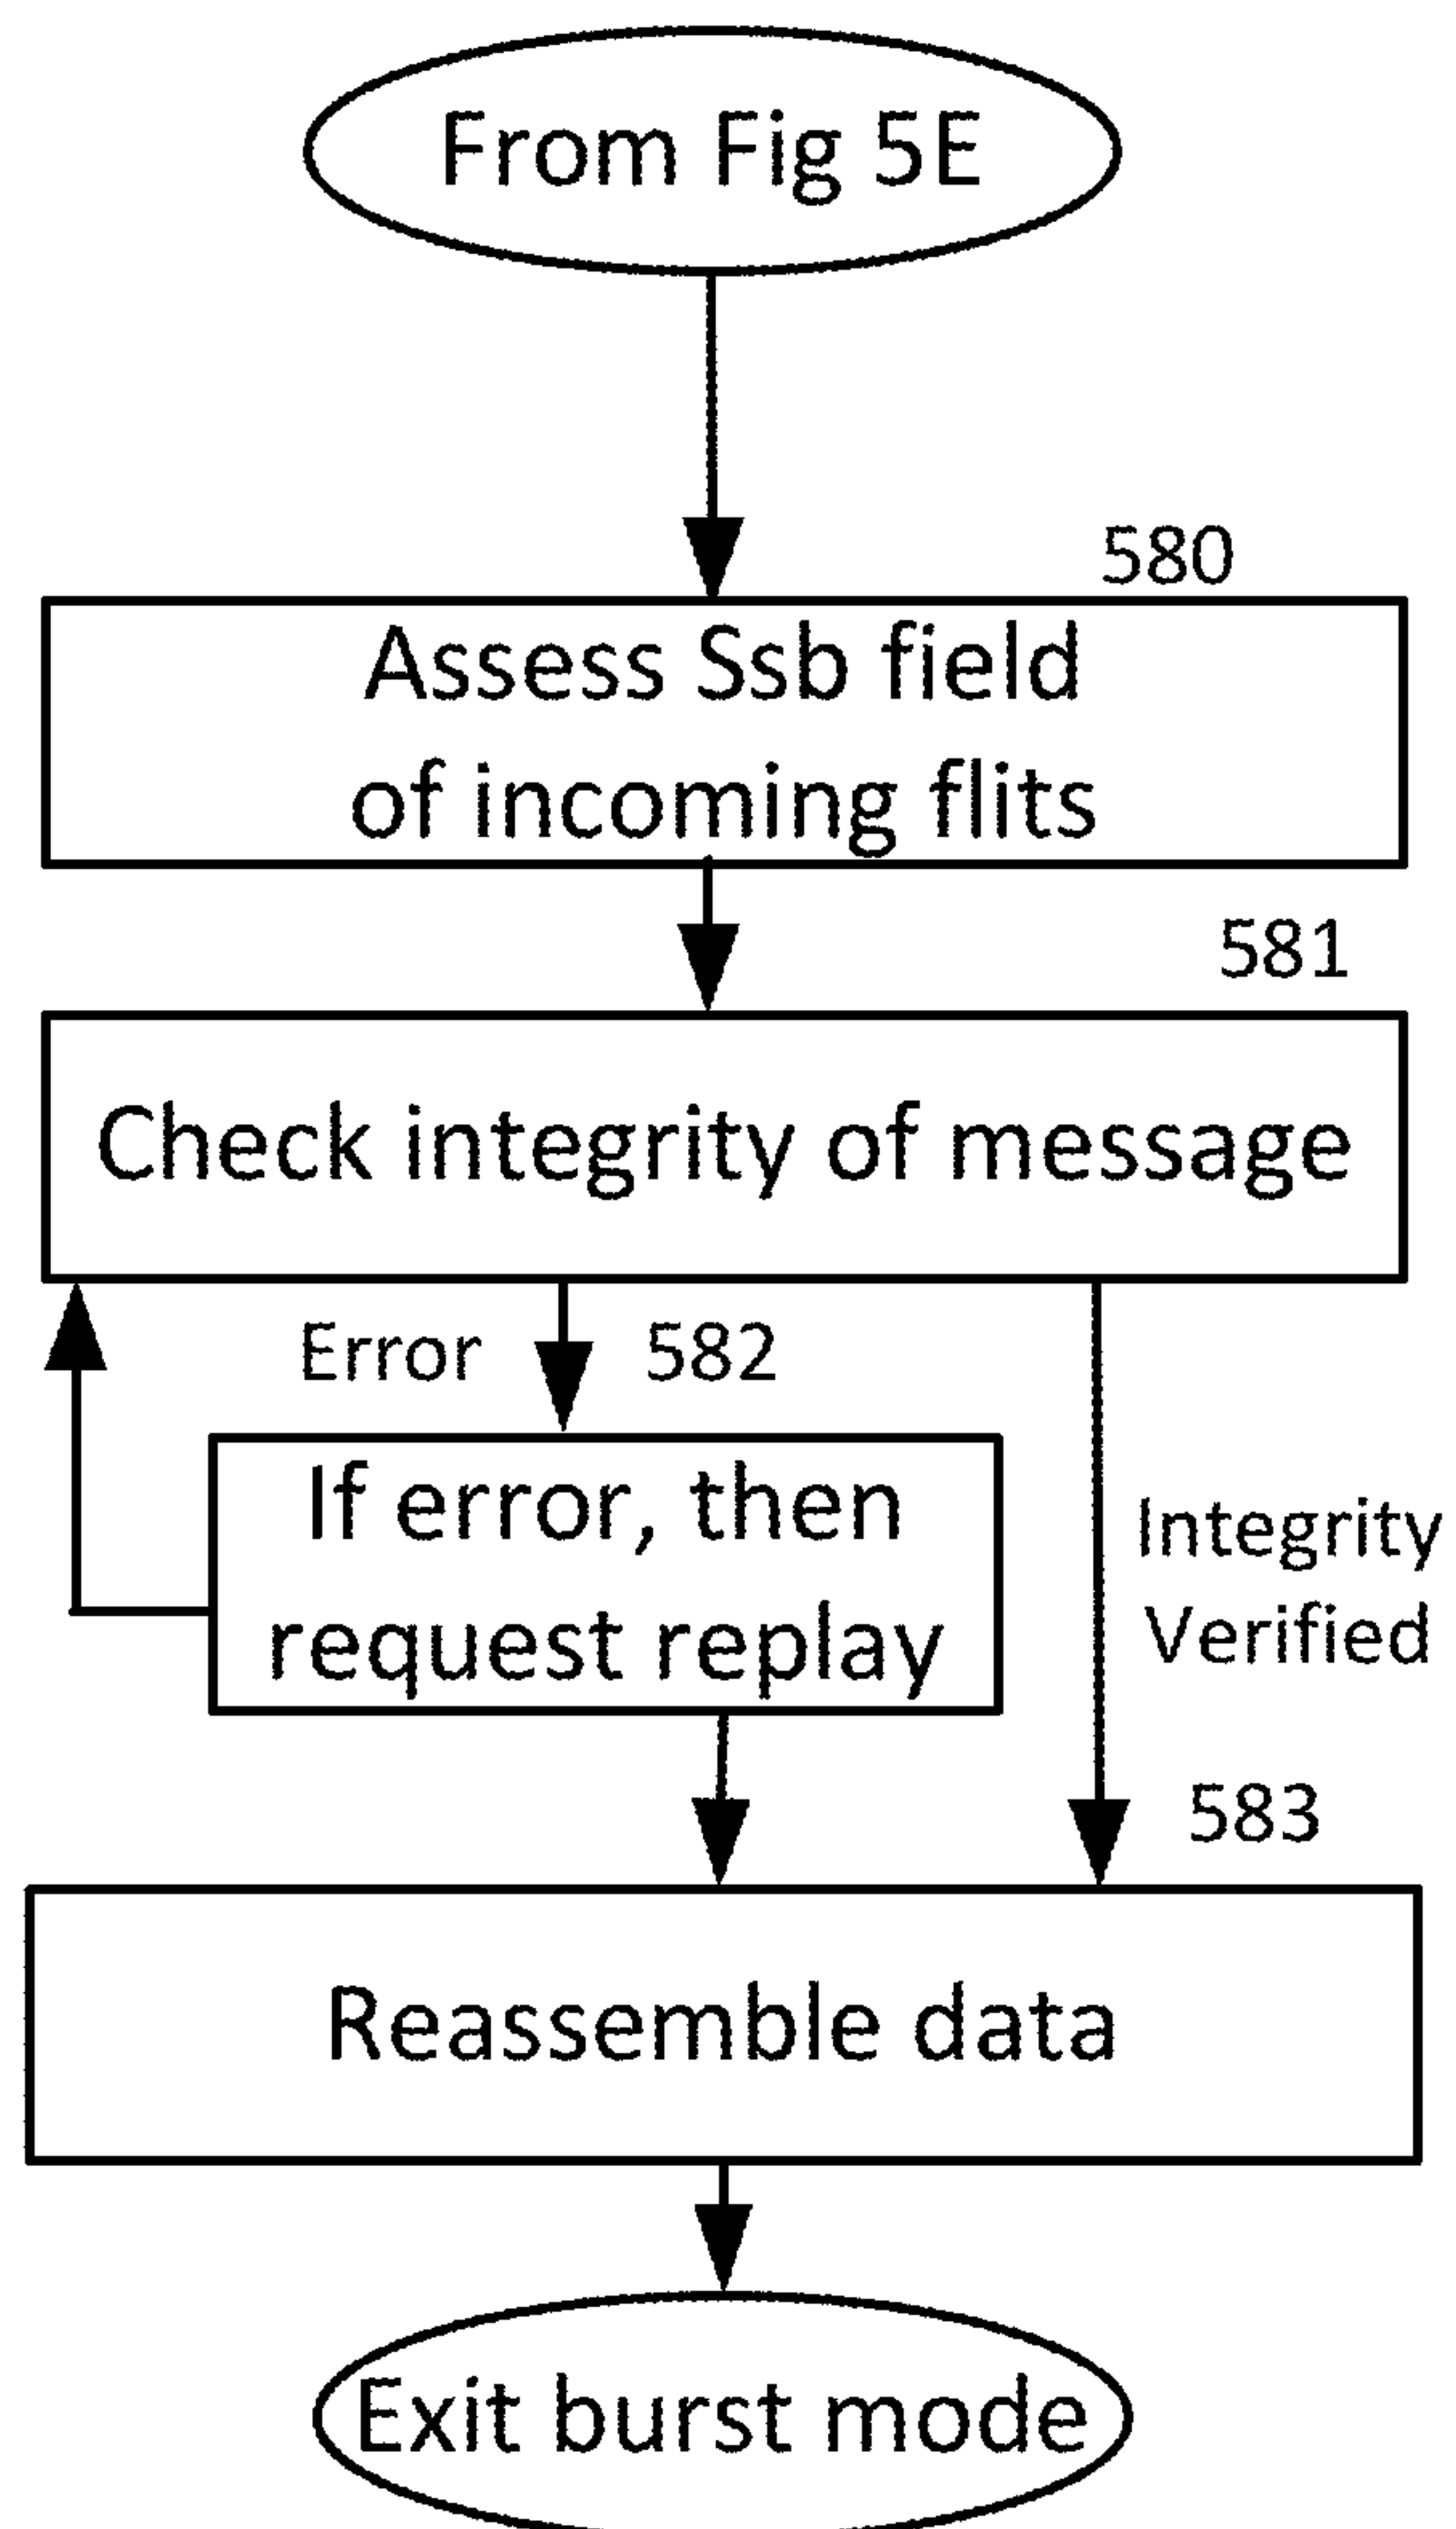 From Fig 5E
580
Assess Ssb field
of incoming flits
581
Check integrity of message
Error
582
If error, then
request replay
Integrity
Verified
583
Reassemble data
Exit burst mode